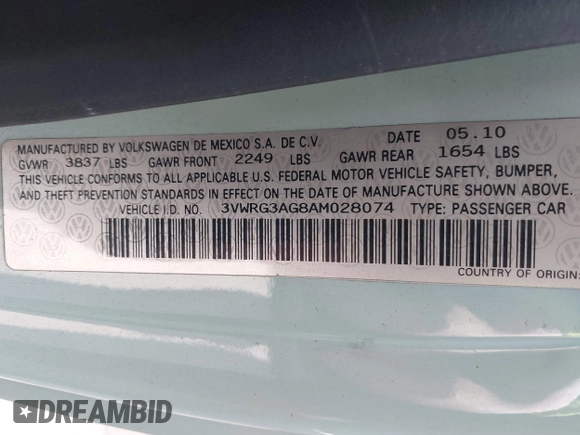 MANUFACTURED BY VOLKSWAGEN DE MEXICO S.A. DE C.V. DATE 05.10
GVWR 3837 LBS GAWR FRONT 2249 LBS GAWR REAR 1654 LBS
THIS VEHICLE CONFORMS TO ALL APPLICABLE U.S. FEDERAL MOTOR VEHICLE SAFETY, BUMPER,
AND THEFT PREVENTION STANDARDS IN EFFECT ON THE DATE OF MANUFACTURE SHOWN ABOVE.
VEHICLE I.D. NO. 3VWRG3AG8AM028074 TYPE: PASSENGER CAR
COUNTRY OF ORIGIN:
DREAMBID